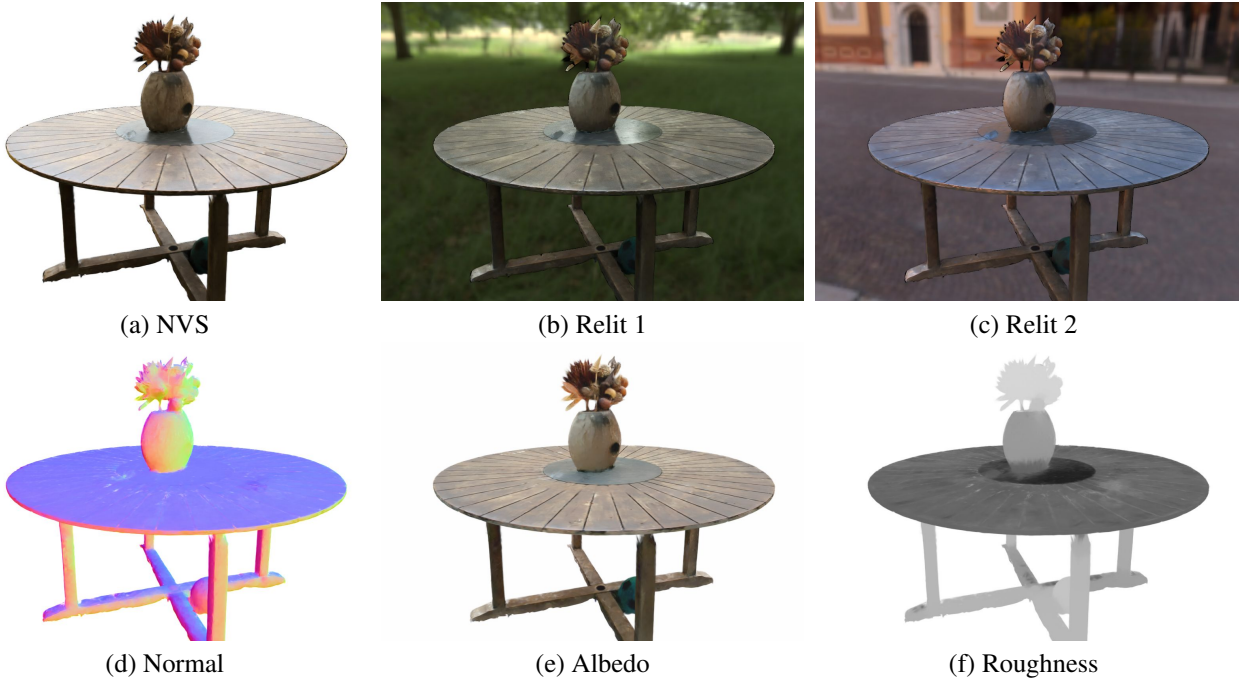 (a) NVS
(b) Relit 1
(c) Relit 2
(d) Normal
(e) Albedo
(f) Roughness